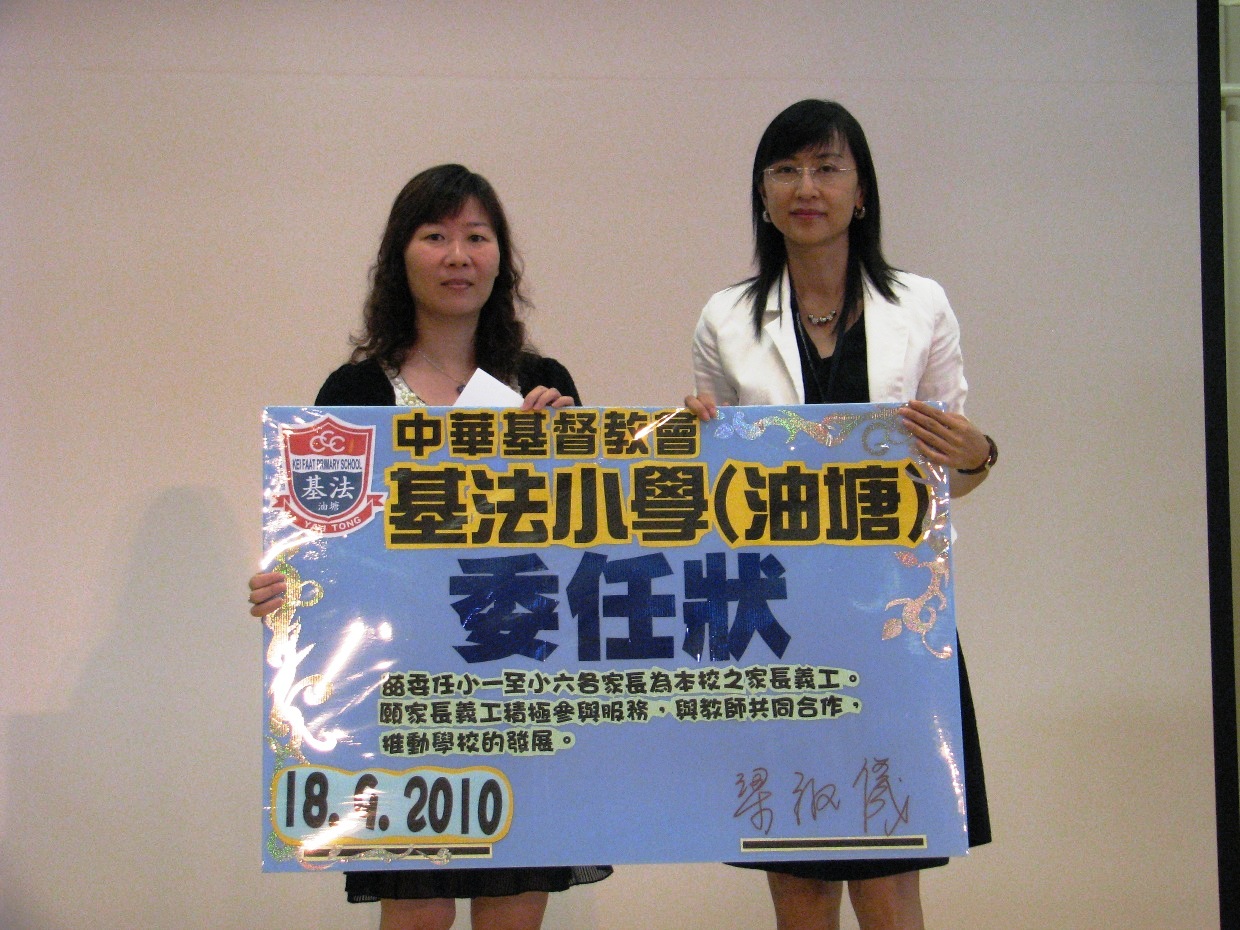 中華基督教會
CCC
KEI FAAT PRIMARY SCHOOL
基法
油塘
YAU TONG
基法小學(油塘)
委任狀
茲委任小一至小六各家長為本校之家長義工。
願家長義工積極參與服務,與教師共同合作,
推動學校的發展。
18.9.2010
梁淑儀